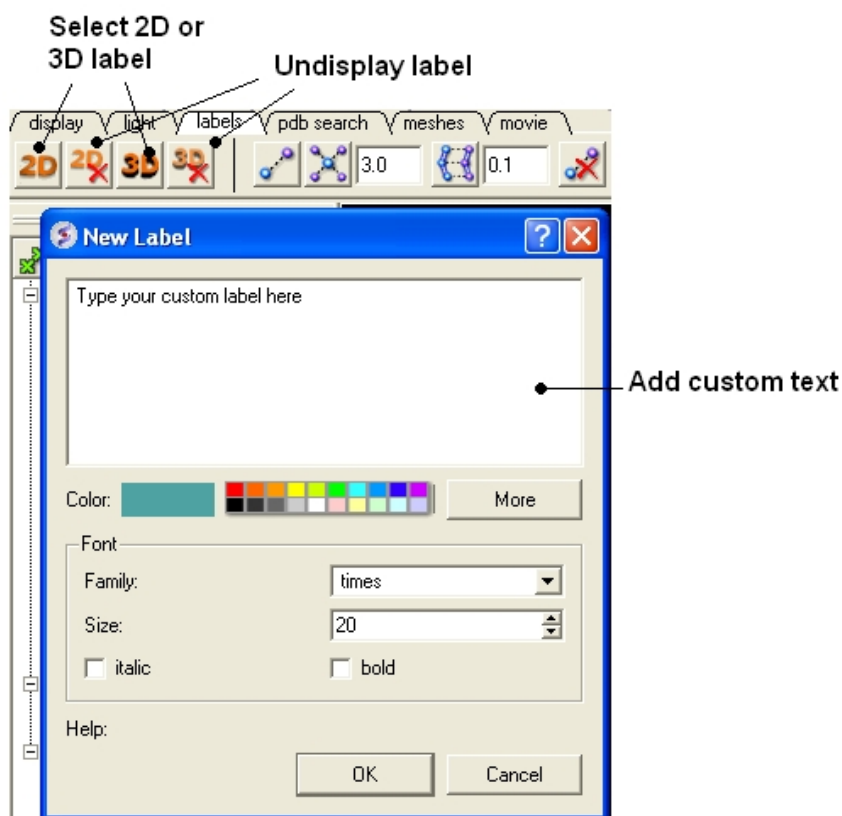 Select 2D or
3D label
Undisplay label
display light labels pdb search meshes movie
2D 2D 3D 3D 3.0 0.1
New Label
Type your custom label here
Add custom text
Color: More
Font
Family: times
Size: 20
italic bold
Help:
OK Cancel